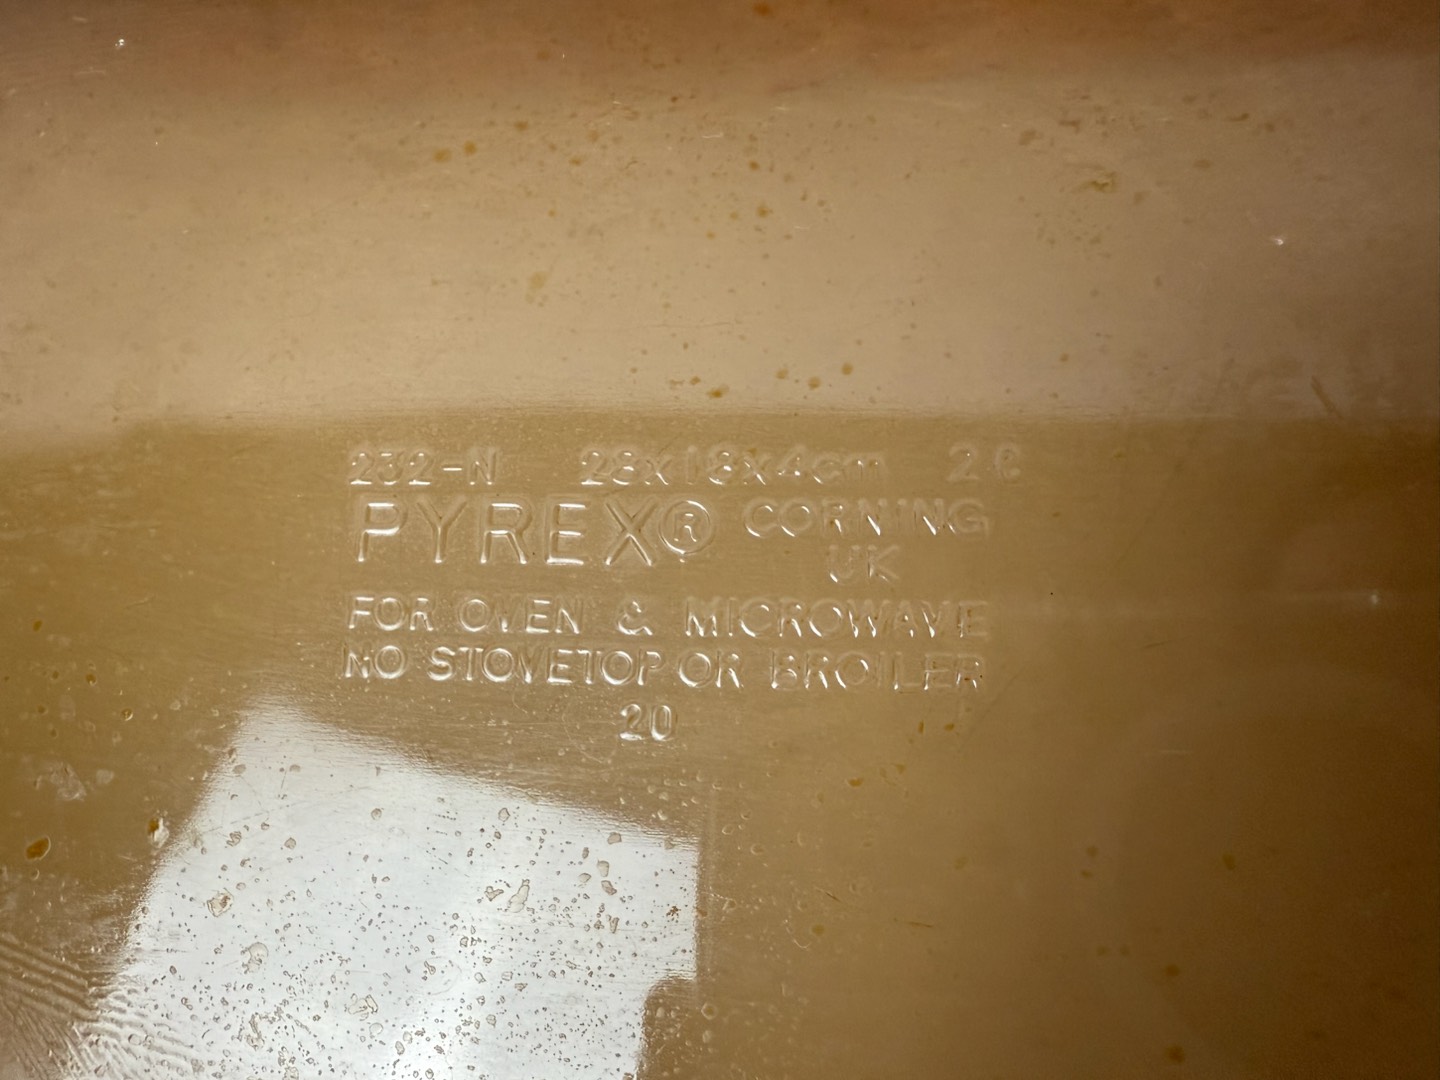 232-N 28x18x4cm 2ℓ
PYREX® CORNING
UK
FOR OVEN & MICROWAVE
NO STOVETOP OR BROILER
20